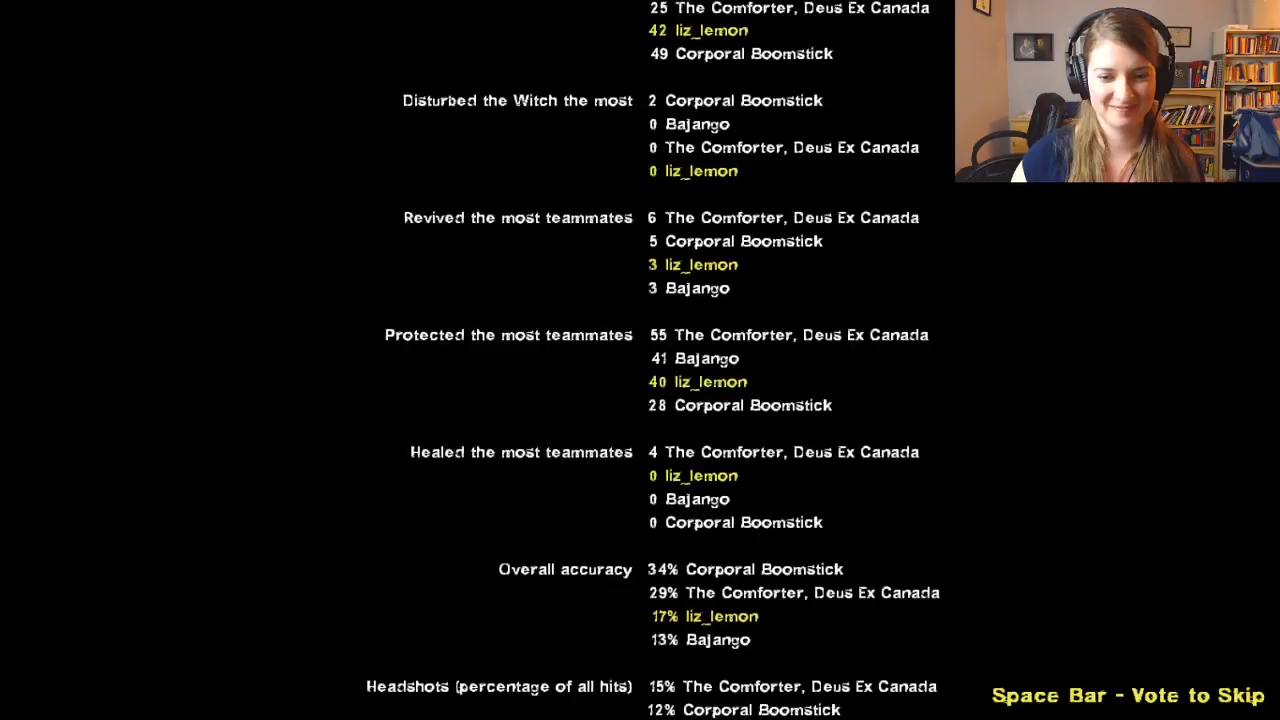 25 The Comforter, Deus Ex Canada
42 liz_lemon
49 Corporal Boomstick
Disturbed the Witch the most 2 Corporal Boomstick
0 Bajango
0 The Comforter, Deus Ex Canada
0 liz_lemon
Revived the most teammates 6 The Comforter, Deus Ex Canada
5 Corporal Boomstick
3 liz_lemon
3 Bajango
Protected the most teammates 55 The Comforter, Deus Ex Canada
41 Bajango
40 liz_lemon
28 Corporal Boomstick
Healed the most teammates 4 The Comforter, Deus Ex Canada
0 liz_lemon
0 Bajango
0 Corporal Boomstick
Overall accuracy 34% Corporal Boomstick
29% The Comforter, Deus Ex Canada
17% liz_lemon
13% Bajango
Headshots (percentage of all hits) 15% The Comforter, Deus Ex Canada
12% Corporal Boomstick
Space Bar - Vote to Skip